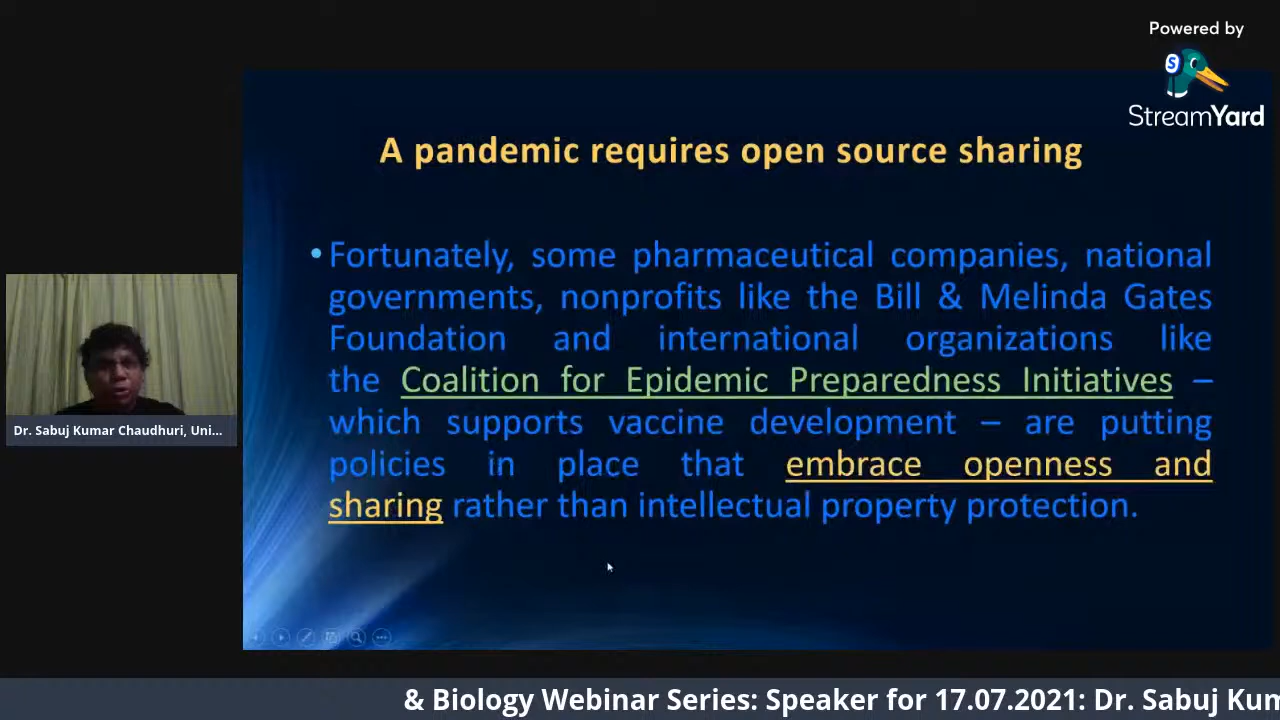 Powered by
S
StreamYard
A pandemic requires open source sharing
• Fortunately, some pharmaceutical companies, national
governments, nonprofits like the Bill & Melinda Gates
Foundation and international organizations like
the Coalition for Epidemic Preparedness Initiatives –
which supports vaccine development – are putting
policies in place that embrace openness and
sharing rather than intellectual property protection.
Dr. Sabuj Kumar Chaudhuri, Uni...
& Biology Webinar Series: Speaker for 17.07.2021: Dr. Sabuj Kum